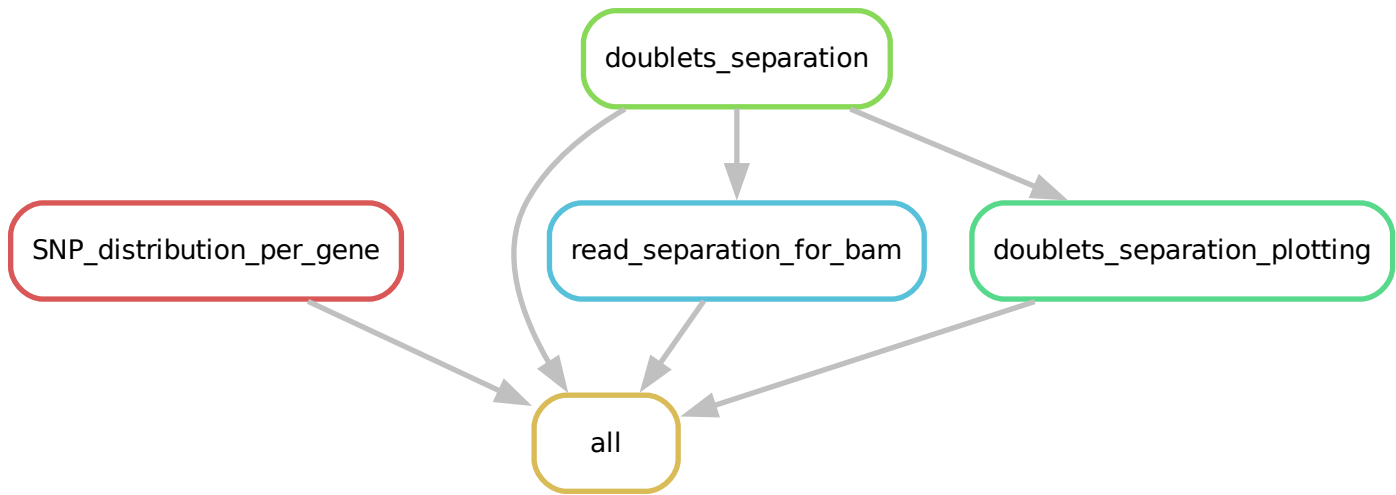 doublets_separation
SNP_distribution_per_gene
read_separation_for_bam
doublets_separation_plotting
all